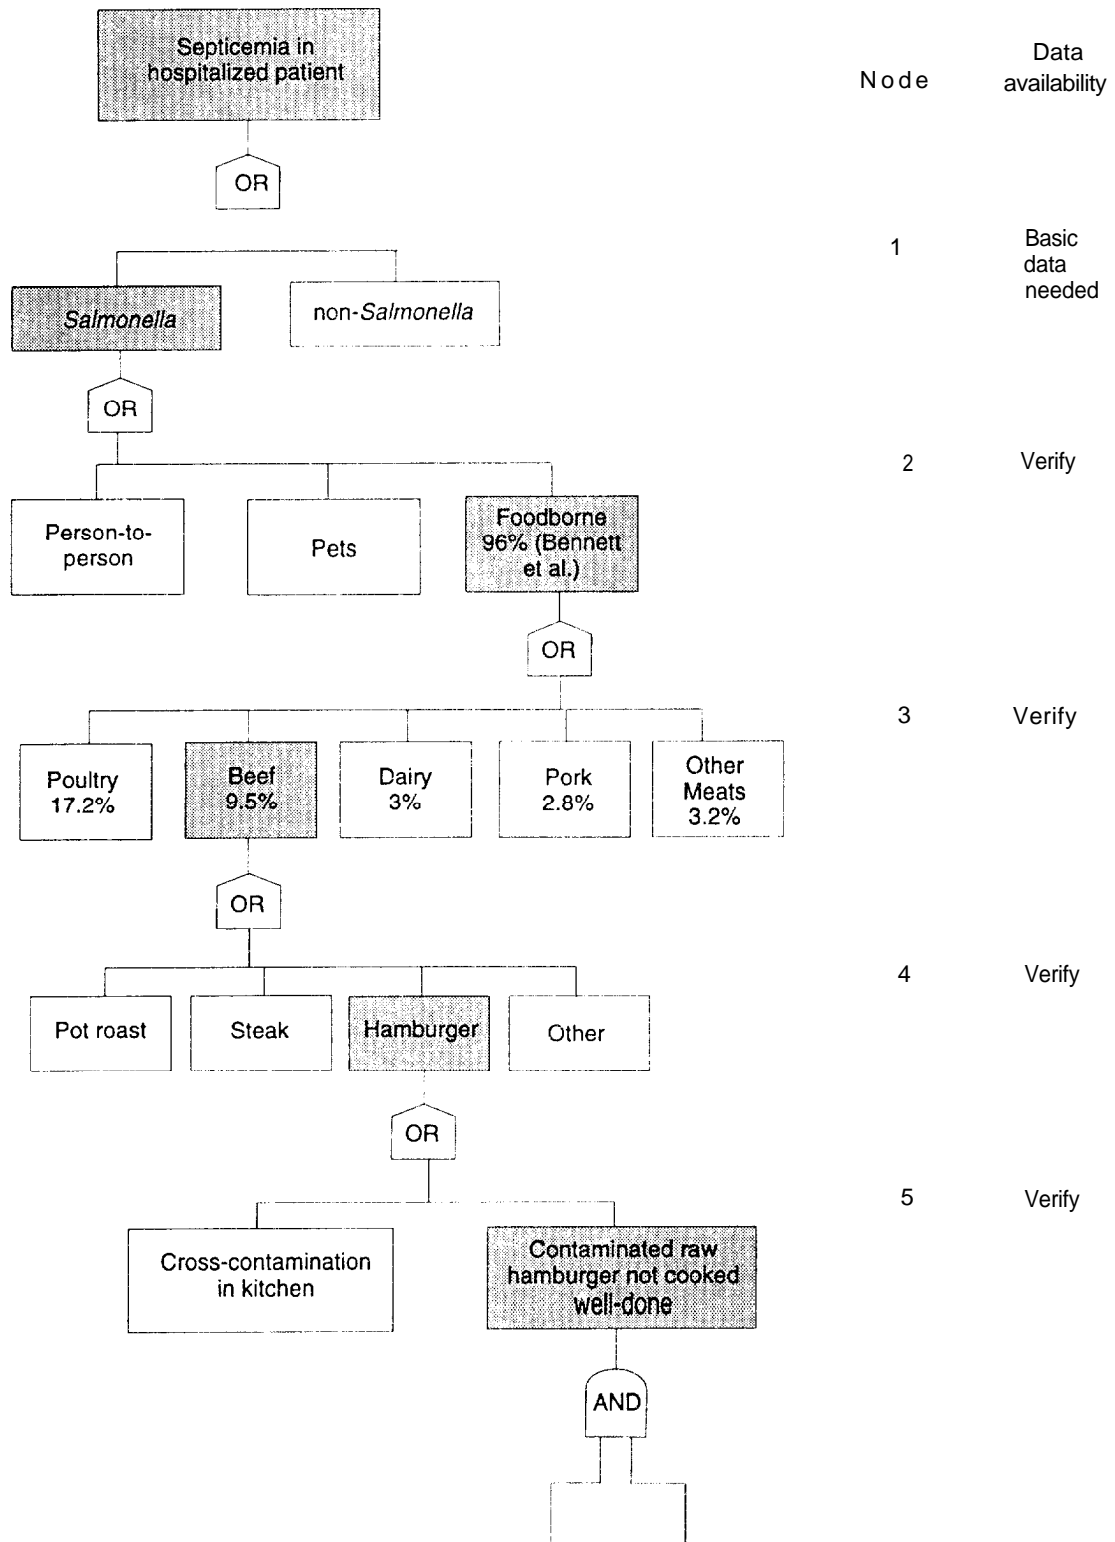 Septicemia in
hospitalized patient
Node
Data
availability
OR
1
Basic
data
needed
Salmonella
non-Salmonella
OR
2
Verify
Person-to-
person
Pets
Foodborne
96% (Bennett
et al.)
OR
3
Verify
Poultry
17.2%
Beef
9.5%
Dairy
3%
Pork
2.8%
Other
Meats
3.2%
OR
4
Verify
Pot roast
Steak
Hamburger
Other
OR
5
Verify
Cross-contamination
in kitchen
Contaminated raw
hamburger not cooked
well-done
AND